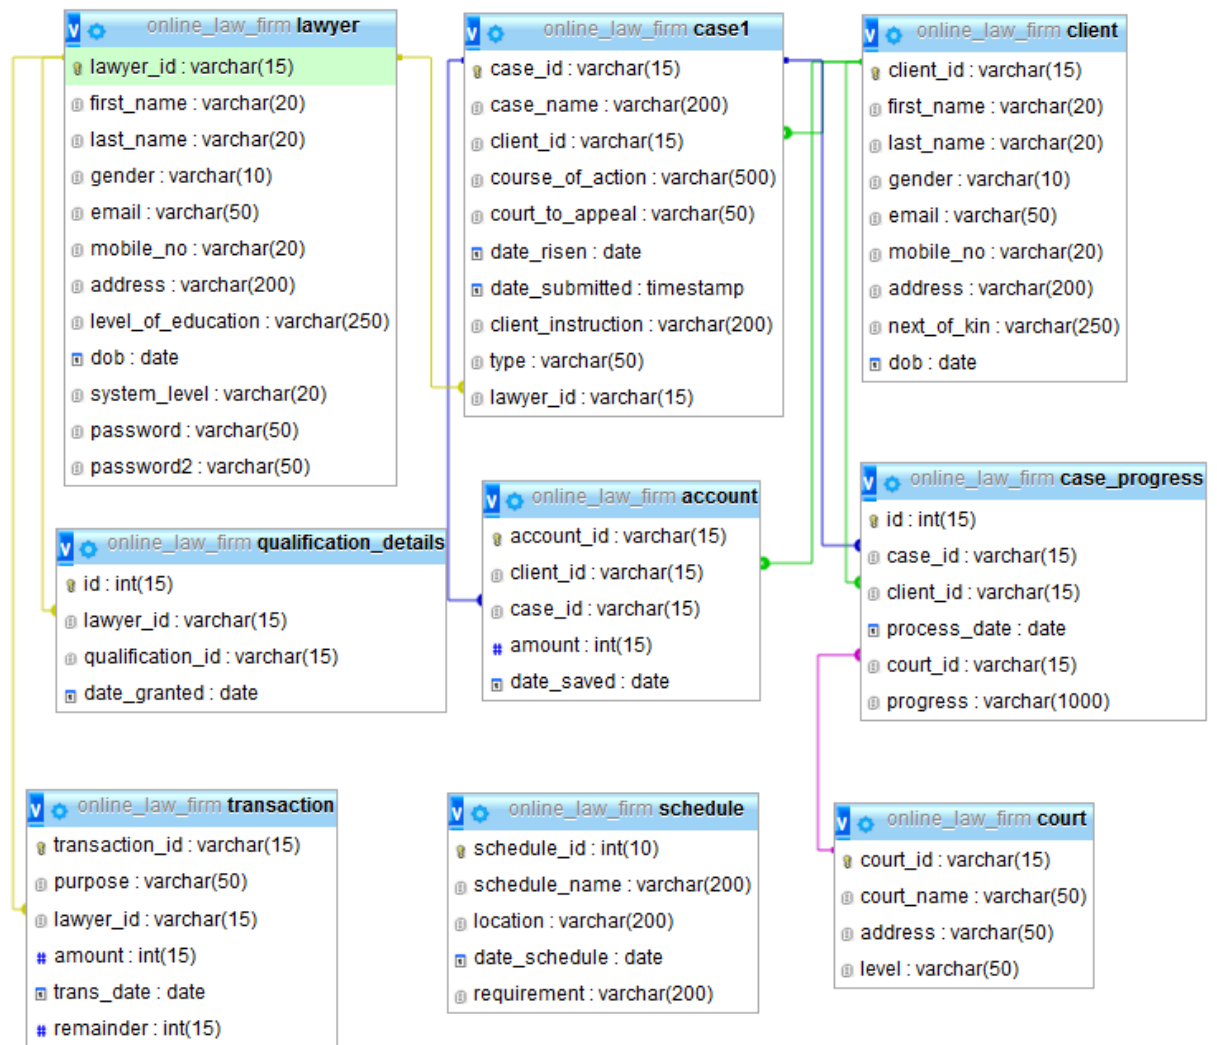 online_law_firm lawyer
lawyer_id : varchar(15)
first_name : varchar(20)
last_name : varchar(20)
gender : varchar(10)
email : varchar(50)
mobile_no : varchar(20)
address : varchar(200)
level_of_education : varchar(250)
dob : date
system_level : varchar(20)
password : varchar(50)
password2 : varchar(50)
online_law_firm case1
case_id : varchar(15)
case_name : varchar(200)
client_id : varchar(15)
course_of_action : varchar(500)
court_to_appeal : varchar(50)
date_risen : date
date_submitted : timestamp
client_instruction : varchar(200)
type : varchar(50)
lawyer_id : varchar(15)
online_law_firm client
client_id : varchar(15)
first_name : varchar(20)
last_name : varchar(20)
gender : varchar(10)
email : varchar(50)
mobile_no : varchar(20)
address : varchar(200)
next_of_kin : varchar(250)
dob : date
online_law_firm qualification_details
id : int(15)
lawyer_id : varchar(15)
qualification_id : varchar(15)
date_granted : date
online_law_firm account
account_id : varchar(15)
client_id : varchar(15)
case_id : varchar(15)
# amount : int(15)
date_saved : date
online_law_firm case_progress
id : int(15)
case_id : varchar(15)
client_id : varchar(15)
process_date : date
court_id : varchar(15)
progress : varchar(1000)
online_law_firm transaction
transaction_id : varchar(15)
purpose : varchar(50)
lawyer_id : varchar(15)
# amount : int(15)
trans_date : date
# remainder : int(15)
online_law_firm schedule
schedule_id : int(10)
schedule_name : varchar(200)
location : varchar(200)
date_schedule : date
requirement : varchar(200)
online_law_firm court
court_id : varchar(15)
court_name : varchar(50)
address : varchar(50)
level : varchar(50)